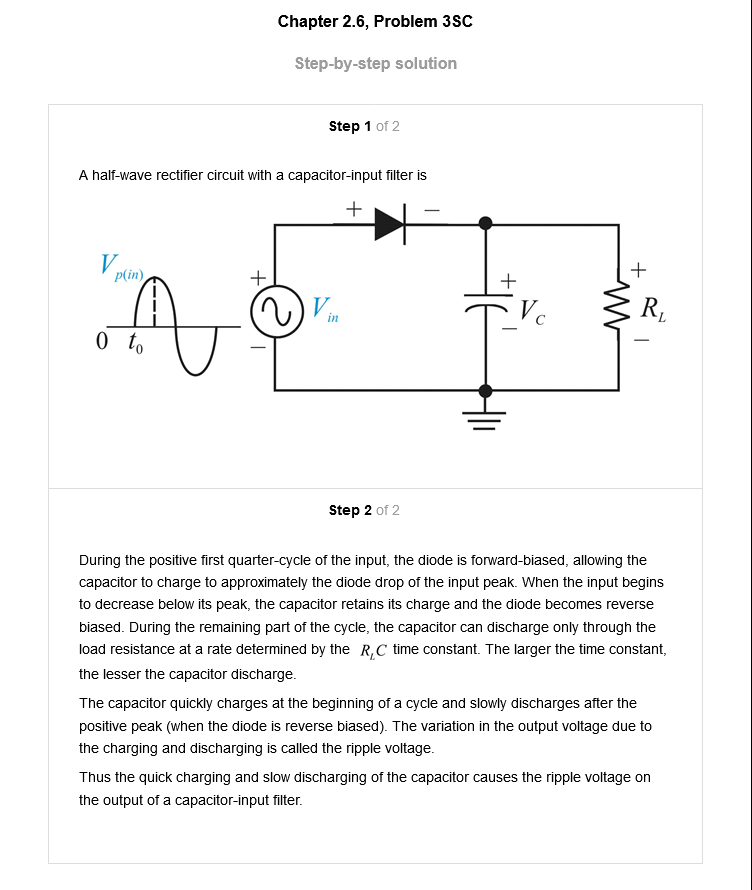 Chapter 2.6, Problem 3SC
Step-by-step solution
Step 1 of 2
A half-wave rectifier circuit with a capacitor-input filter is
+ −
V p(in)
+
V in
−
0 t0
+
VC
−
+
RL
−
Step 2 of 2
During the positive first quarter-cycle of the input, the diode is forward-biased, allowing the
capacitor to charge to approximately the diode drop of the input peak. When the input begins
to decrease below its peak, the capacitor retains its charge and the diode becomes reverse
biased. During the remaining part of the cycle, the capacitor can discharge only through the
load resistance at a rate determined by the RLC time constant. The larger the time constant,
the lesser the capacitor discharge.
The capacitor quickly charges at the beginning of a cycle and slowly discharges after the
positive peak (when the diode is reverse biased). The variation in the output voltage due to
the charging and discharging is called the ripple voltage.
Thus the quick charging and slow discharging of the capacitor causes the ripple voltage on
the output of a capacitor-input filter.